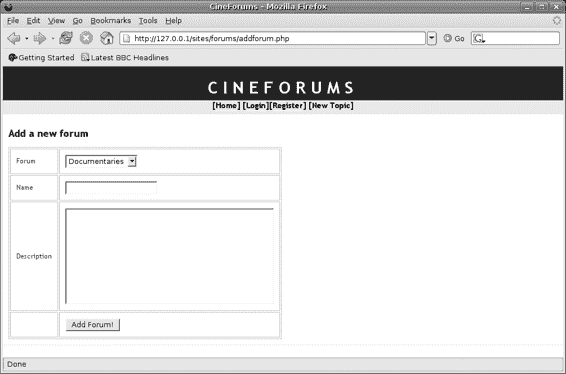 CineForums - Mozilla Firefox
File Edit View Go Bookmarks Tools Help
http://127.0.0.1/sites/forums/addforum.php Go
Getting Started Latest BBC Headlines
CINEFORUMS
[Home] [Login][Register] [New Topic]
Add a new forum
Forum Documentaries
Name
Description
Add Forum!
Done